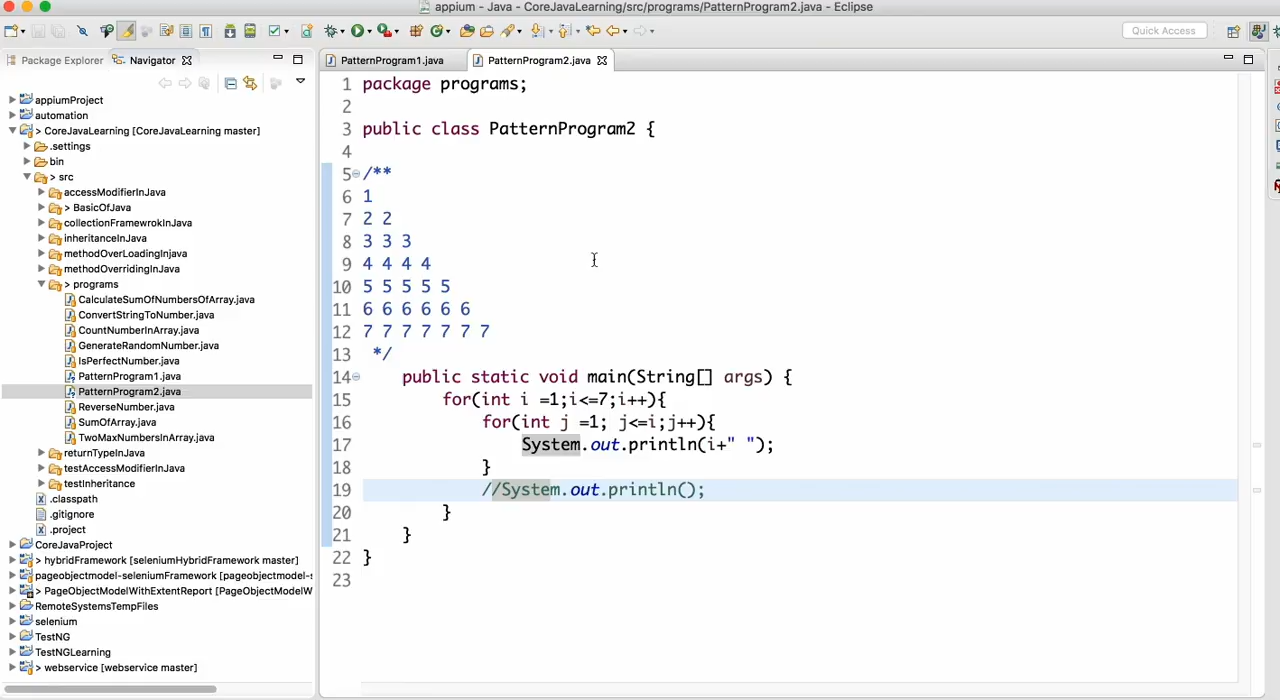 appium - Java - CoreJavaLearning/src/programs/PatternProgram2.java - Eclipse
Quick Access
Package Explorer Navigator
PatternProgram1.java PatternProgram2.java
appiumProject
automation
> CoreJavaLearning [CoreJavaLearning master]
.settings
bin
> src
accessModifierInJava
> BasicOfJava
collectionFramewrokInJava
inheritanceInJava
methodOverLoadingInjava
methodOverridingInJava
> programs
CalculateSumOfNumbersOfArray.java
ConvertStringToNumber.java
CountNumberInArray.java
GenerateRandomNumber.java
IsPerfectNumber.java
PatternProgram1.java
PatternProgram2.java
ReverseNumber.java
SumOfArray.java
TwoMaxNumbersInArray.java
returnTypeInJava
testAccessModifierInJava
testInheritance
.classpath
.gitignore
.project
CoreJavaProject
> hybridFramework [seleniumHybridFramework master]
pageobjectmodel-seleniumFramework [pageobjectmodel-s
> PageObjectModelWithExtentReport [PageObjectModelW
RemoteSystemsTempFiles
selenium
TestNG
TestNGLearning
> webservice [webservice master]
1 package programs;
2
3 public class PatternProgram2 {
4
5 /**
6 1
7 2 2
8 3 3 3
9 4 4 4 4
10 5 5 5 5 5
11 6 6 6 6 6 6
12 7 7 7 7 7 7 7
13 */
14 public static void main(String[] args) {
15 for(int i =1;i<=7;i++){
16 for(int j =1; j<=i;j++){
17 System.out.println(i+" ");
18 }
19 //System.out.println();
20 }
21 }
22 }
23